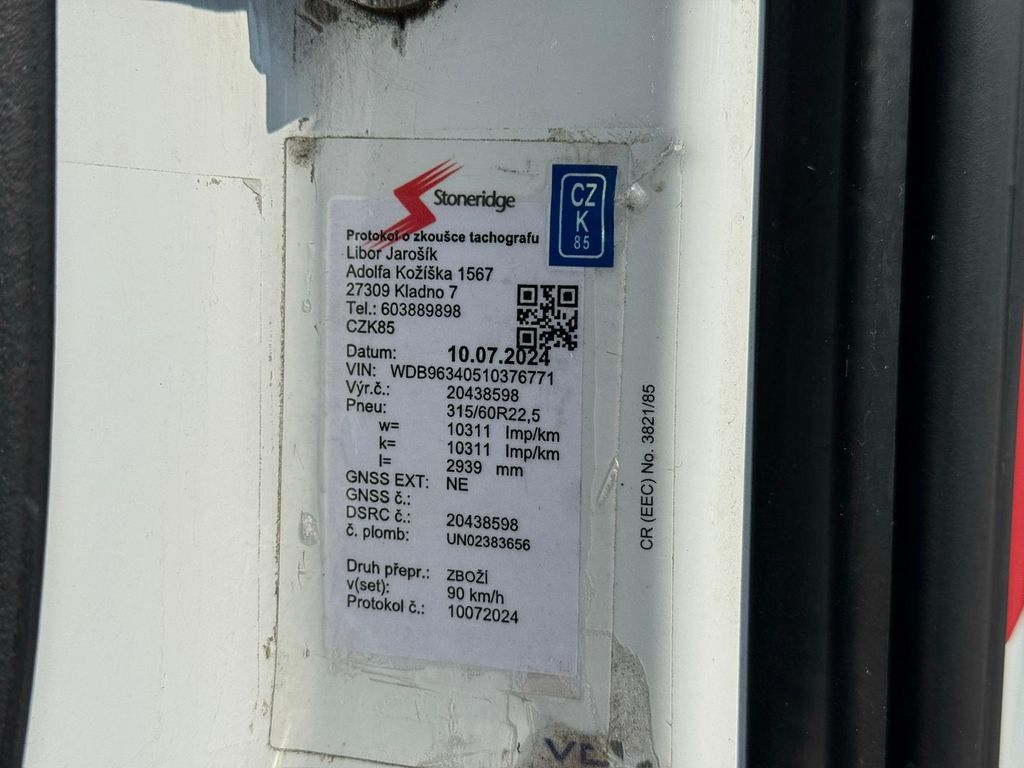 Stoneridge
CZ
K
85
Protokol o zkoušce tachografu
Libor Jarošík
Adolfa Kožíška 1567
27309 Kladno 7
Tel.: 603889898
CZK85
Datum: 10.07.2024
VIN: WDB96340510376771
Výr.č.: 20438598
Pneu: 315/60R22,5
w= 10311 Imp/km
k= 10311 Imp/km
l= 2939 mm
GNSS EXT: NE
GNSS č.:
DSRC č.: 20438598
č. plomb: UN02383656
Druh přepr.: ZBOŽÍ
v(set): 90 km/h
Protokol č.: 10072024
CR (EEC) No. 3821/85